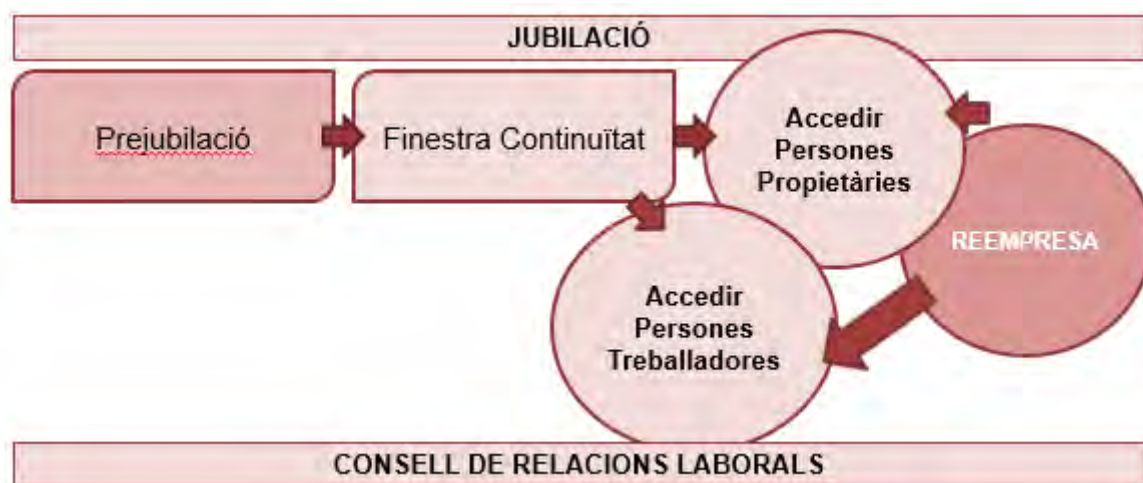 JUBILACIÓ
Prejubilació
Finestra Continuïtat
Accedir
Persones
Propietàries
REEMPRESA
Accedir
Persones
Treballadores
CONSELL DE RELACIONS LABORALS